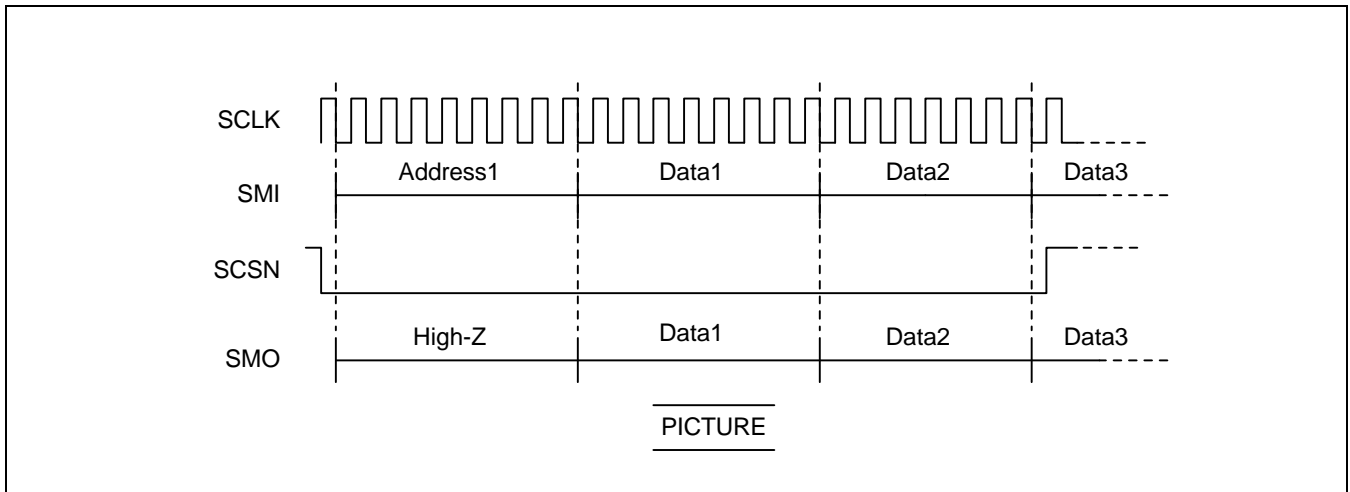 SCLK
Address1 Data1 Data2 Data3
SMI
SCSN
High-Z Data1 Data2 Data3
SMO
PICTURE